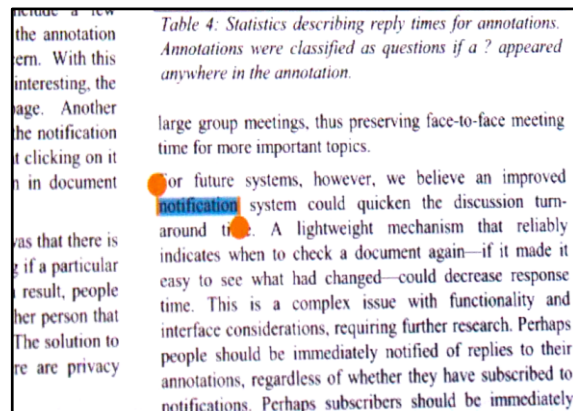 include a few
the annotation
ern. With this
interesting, the
age. Another
the notification
t clicking on it
n in document
was that there is
g if a particular
result, people
her person that
The solution to
re are privacy
Table 4: Statistics describing reply times for annotations.
Annotations were classified as questions if a ? appeared
anywhere in the annotation.
large group meetings, thus preserving face-to-face meeting
time for more important topics.
or future systems, however, we believe an improved
notification system could quicken the discussion turn-
around . A lightweight mechanism that reliably
indicates when to check a document again—if it made it
easy to see what had changed—could decrease response
time. This is a complex issue with functionality and
interface considerations, requiring further research. Perhaps
people should be immediately notified of replies to their
annotations, regardless of whether they have subscribed to
notifications. Perhaps subscribers should be immediately